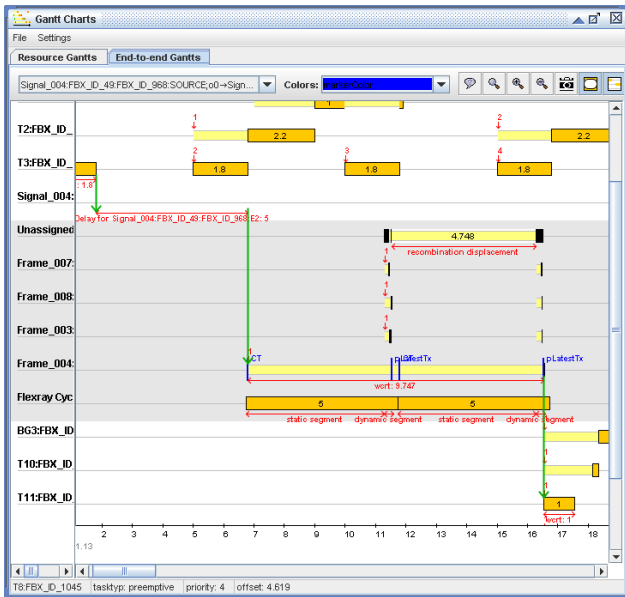 Gantt Charts
File Settings
Resource Gantts End-to-end Gantts
Signal_004:FBX_ID_49:FBX_ID_968:SOURCE;o0→Sign... Colors:
1
T2:FBX_ID_ 1 2.2 1 2.2
T3:FBX_ID_ 2 1.8 3 1.8 4 1.8
: 1.8
Signal_004:
Delay for Signal_004:FBX_ID_49:FBX_ID_968:E2: 5
Unassigned 4.748
recombination displacement
Frame_007: 1
Frame_008: 1
Frame_003: 1
1
Frame_004: CT pLatestTx pLatestTx
wcrt: 9.747
Flexray Cyc 5 5
static segment dynamic segment static segment dynamic segment
BG3:FBX_ID
T10:FBX_ID 1
T11:FBX_ID_ 1 1
wcrt: 1
2 3 4 5 6 7 8 9 10 11 12 13 14 15 16 17 18
1.13
T8:FBX_ID_1045 tasktyp: preemptive priority: 4 offset: 4.619